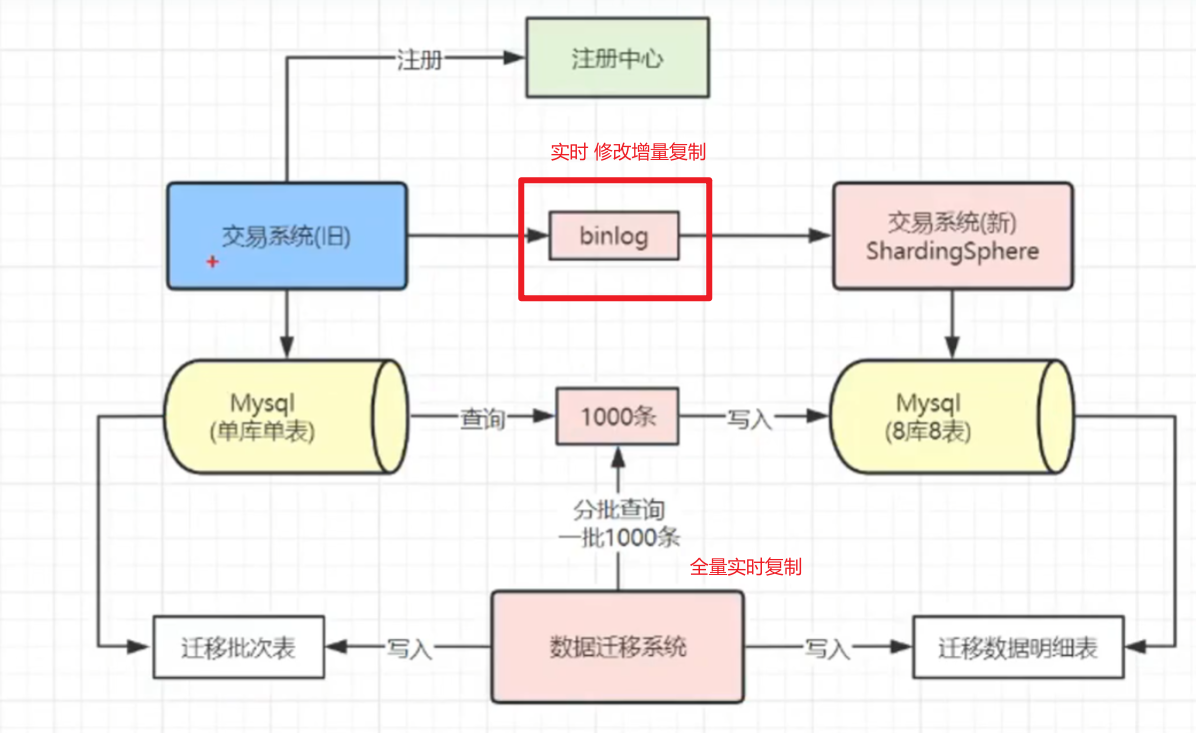 注册
注册中心
实时 修改增量复制
交易系统(旧)
binlog
交易系统(新)
ShardingSphere
Mysql
(单库单表)
查询
1000条
写入
Mysql
(8库8表)
分批查询
一批1000条
全量实时复制
迁移批次表
写入
数据迁移系统
写入
迁移数据明细表